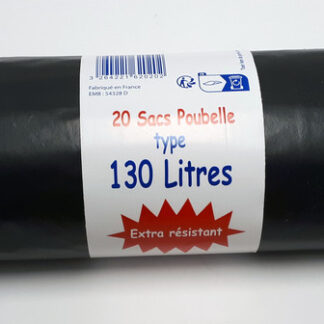 3 264221 620202
Fabriqué en France
EMB : 54328 D
20 Sacs Poubelle
type
130 Litres
Extra résistant